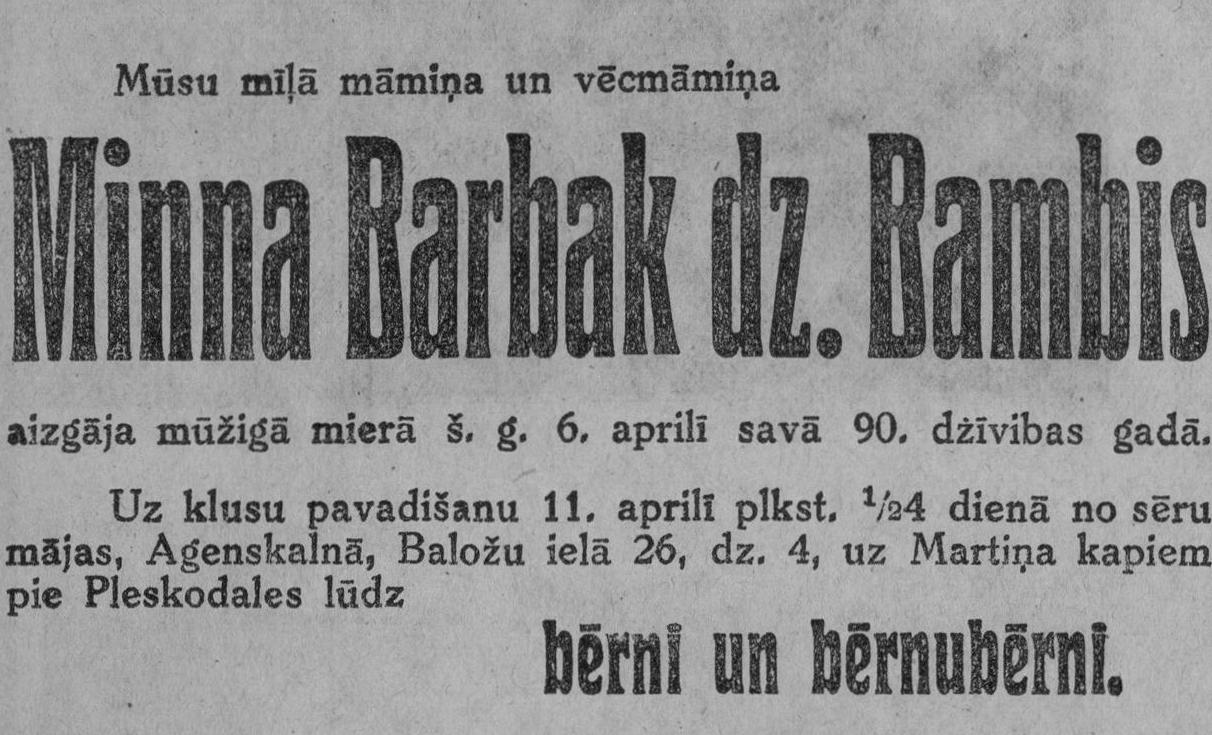 Mūsu mīļā māmiņa un vēcmāmiņa
Minna Barbak dz. Bambis
aizgāja mūžigā mierā š. g. 6. aprilī savā 90. dżīvibas gadā.
Uz klusu pavadišanu 11. aprilī plkst. ½4 dienā no sēru
mājas, Agenskalnā, Baložu ielā 26, dz. 4, uz Martiņa kapiem
pie Pleskodales lūdz
bērni un bērnubērni.